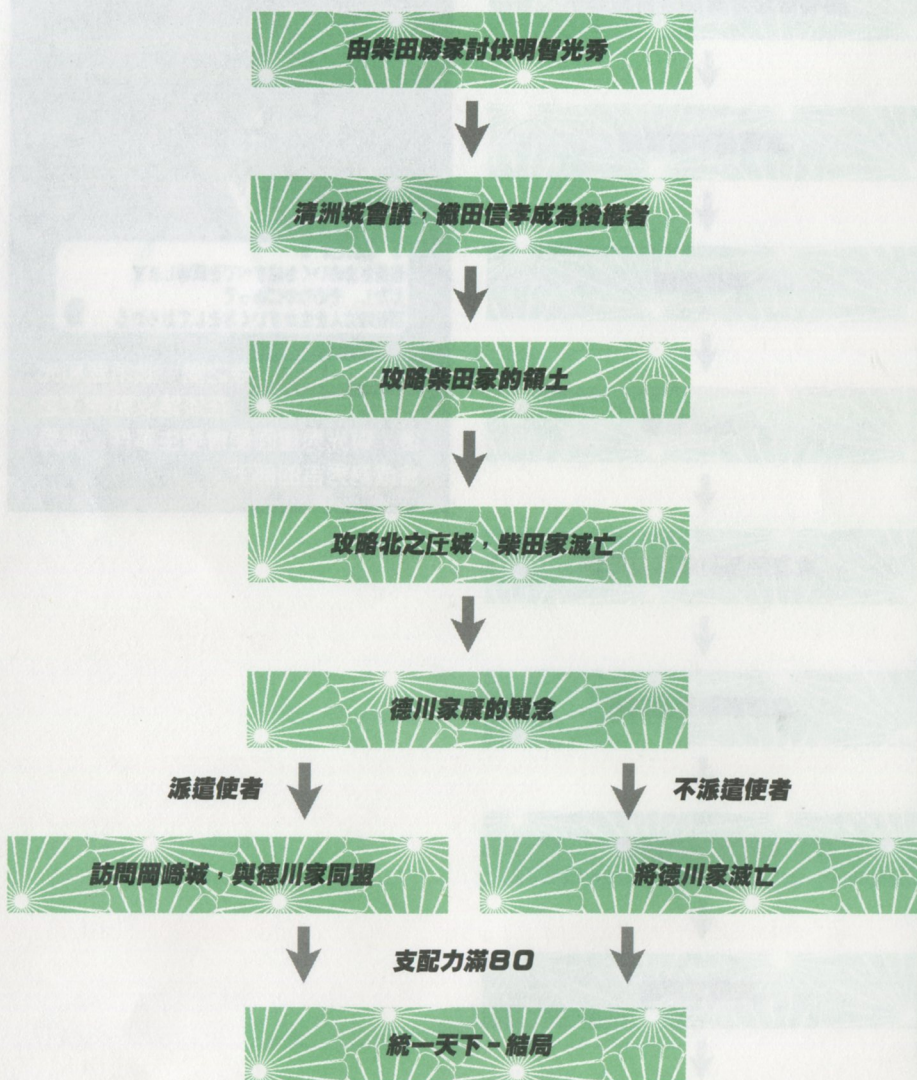 由柴田勝家討伐明智光秀
清洲城會議，織田信孝成為後繼者
攻略柴田家的領土
攻略北之庄城，柴田家滅亡
德川家康的疑念
派遣使者
不派遣使者
訪問岡崎城，與德川家同盟
將德川家滅亡
支配力滿80
統一天下－結局